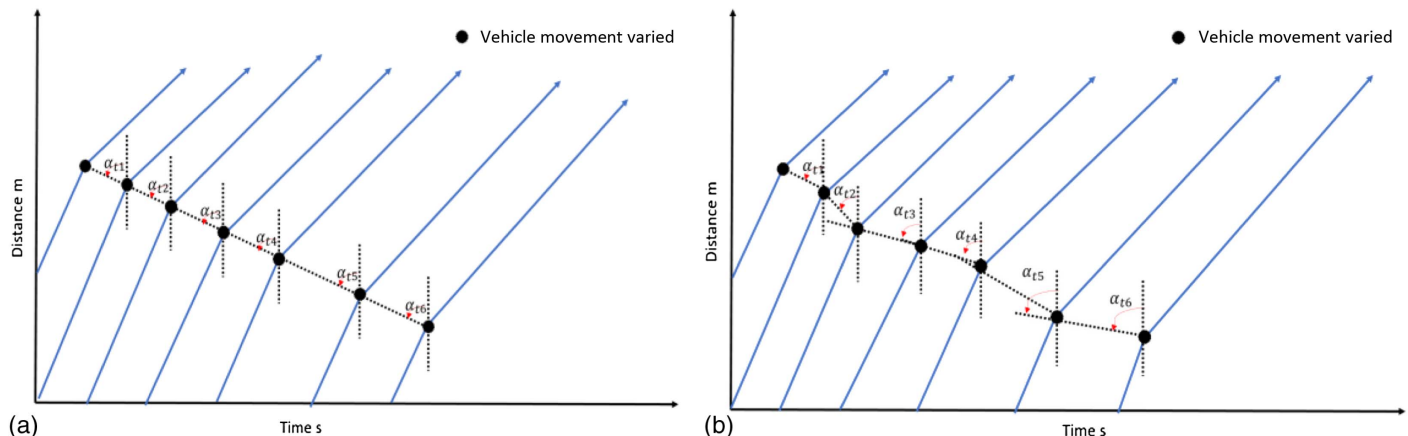 Vehicle movement varied
Distance m
αt1
αt2
αt3
αt4
αt5
αt6
(a)
Time s
Vehicle movement varied
Distance m
αt1
αt2
αt3
αt4
αt5
αt6
(b)
Time s